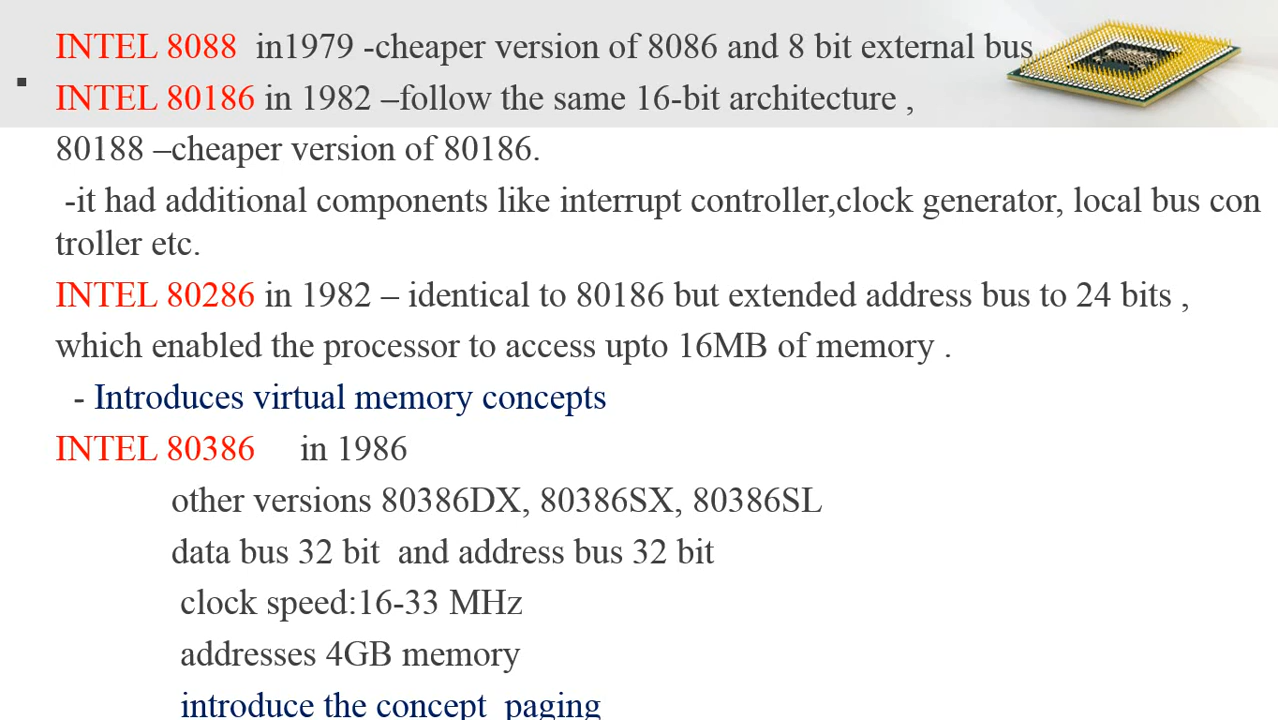 INTEL 8088 in1979 -cheaper version of 8086 and 8 bit external bus
INTEL 80186 in 1982 –follow the same 16-bit architecture ,
80188 –cheaper version of 80186.
-it had additional components like interrupt controller,clock generator, local bus con
troller etc.
INTEL 80286 in 1982 – identical to 80186 but extended address bus to 24 bits ,
which enabled the processor to access upto 16MB of memory .
- Introduces virtual memory concepts
INTEL 80386 in 1986
other versions 80386DX, 80386SX, 80386SL
data bus 32 bit and address bus 32 bit
clock speed:16-33 MHz
addresses 4GB memory
introduce the concept paging